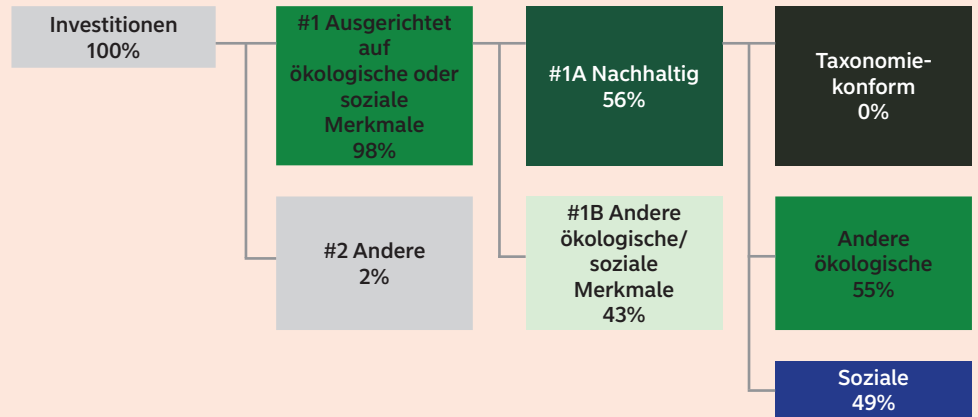 Investitionen
100%
#1 Ausgerichtet
auf
ökologische oder
soziale
Merkmale
98%
#2 Andere
2%
#1A Nachhaltig
56%
#1B Andere
ökologische/
soziale
Merkmale
43%
Taxonomie-
konform
0%
Andere
ökologische
55%
Soziale
49%